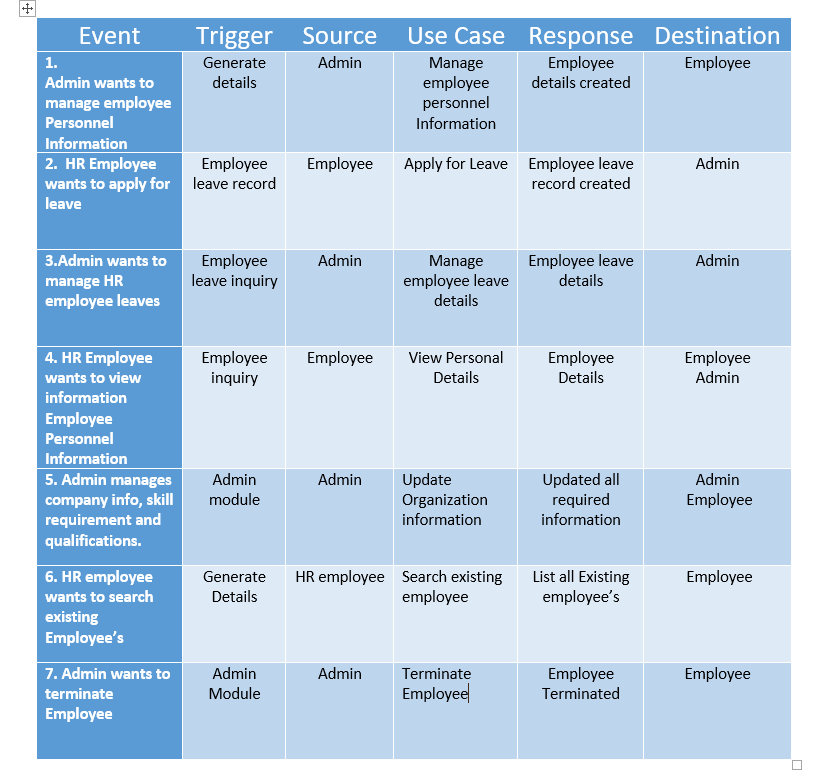 Event Trigger Source Use Case Response Destination
1.
Admin wants to
manage employee
Personnel
Information
Generate
details
Admin
Manage
employee
personnel
Information
Employee
details created
Employee
2.  HR Employee
wants to apply for
leave
Employee
leave record
Employee
Apply for Leave
Employee leave
record created
Admin
3.Admin wants to
manage HR
employee leaves
Employee
leave inquiry
Admin
Manage
employee leave
details
Employee leave
details
Admin
4. HR Employee
wants to view
information
Employee
Personnel
Information
Employee
inquiry
Employee
View Personal
Details
Employee
Details
Employee
Admin
5. Admin manages
company info, skill
requirement and
qualifications.
Admin
module
Admin
Update
Organization
information
Updated all
required
information
Admin
Employee
6. HR employee
wants to search
existing
Employee’s
Generate
Details
HR employee
Search existing
employee
List all Existing
employee’s
Employee
7. Admin wants to
terminate
Employee
Admin
Module
Admin
Terminate
Employee
Employee
Terminated
Employee